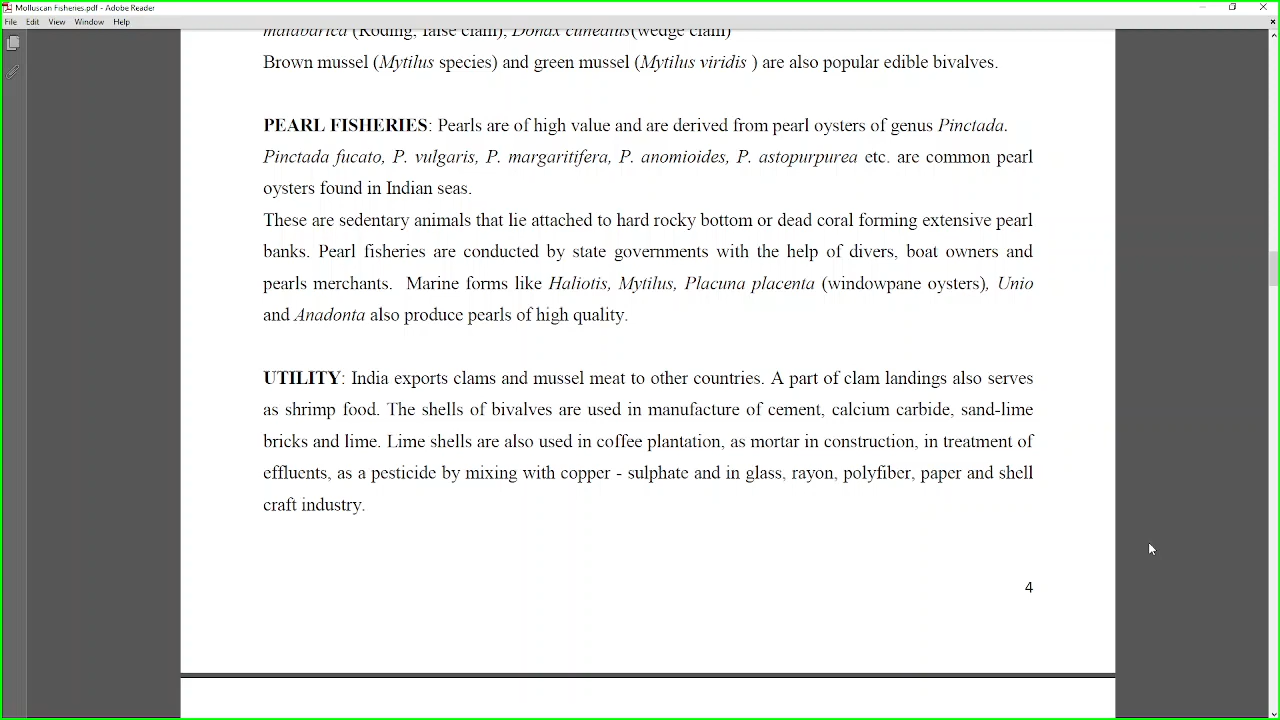 Molluscan Fisheries.pdf - Adobe Reader
File Edit View Window Help
malabarica (Roding, false clam), Donax cuneatus(wedge clam)
Brown mussel (Mytilus species) and green mussel (Mytilus viridis ) are also popular edible bivalves.
PEARL FISHERIES: Pearls are of high value and are derived from pearl oysters of genus Pinctada.
Pinctada fucato, P. vulgaris, P. margaritifera, P. anomioides, P. astopurpurea etc. are common pearl
oysters found in Indian seas.
These are sedentary animals that lie attached to hard rocky bottom or dead coral forming extensive pearl
banks. Pearl fisheries are conducted by state governments with the help of divers, boat owners and
pearls merchants. Marine forms like Haliotis, Mytilus, Placuna placenta (windowpane oysters), Unio
and Anadonta also produce pearls of high quality.
UTILITY: India exports clams and mussel meat to other countries. A part of clam landings also serves
as shrimp food. The shells of bivalves are used in manufacture of cement, calcium carbide, sand-lime
bricks and lime. Lime shells are also used in coffee plantation, as mortar in construction, in treatment of
effluents, as a pesticide by mixing with copper - sulphate and in glass, rayon, polyfiber, paper and shell
craft industry.
4